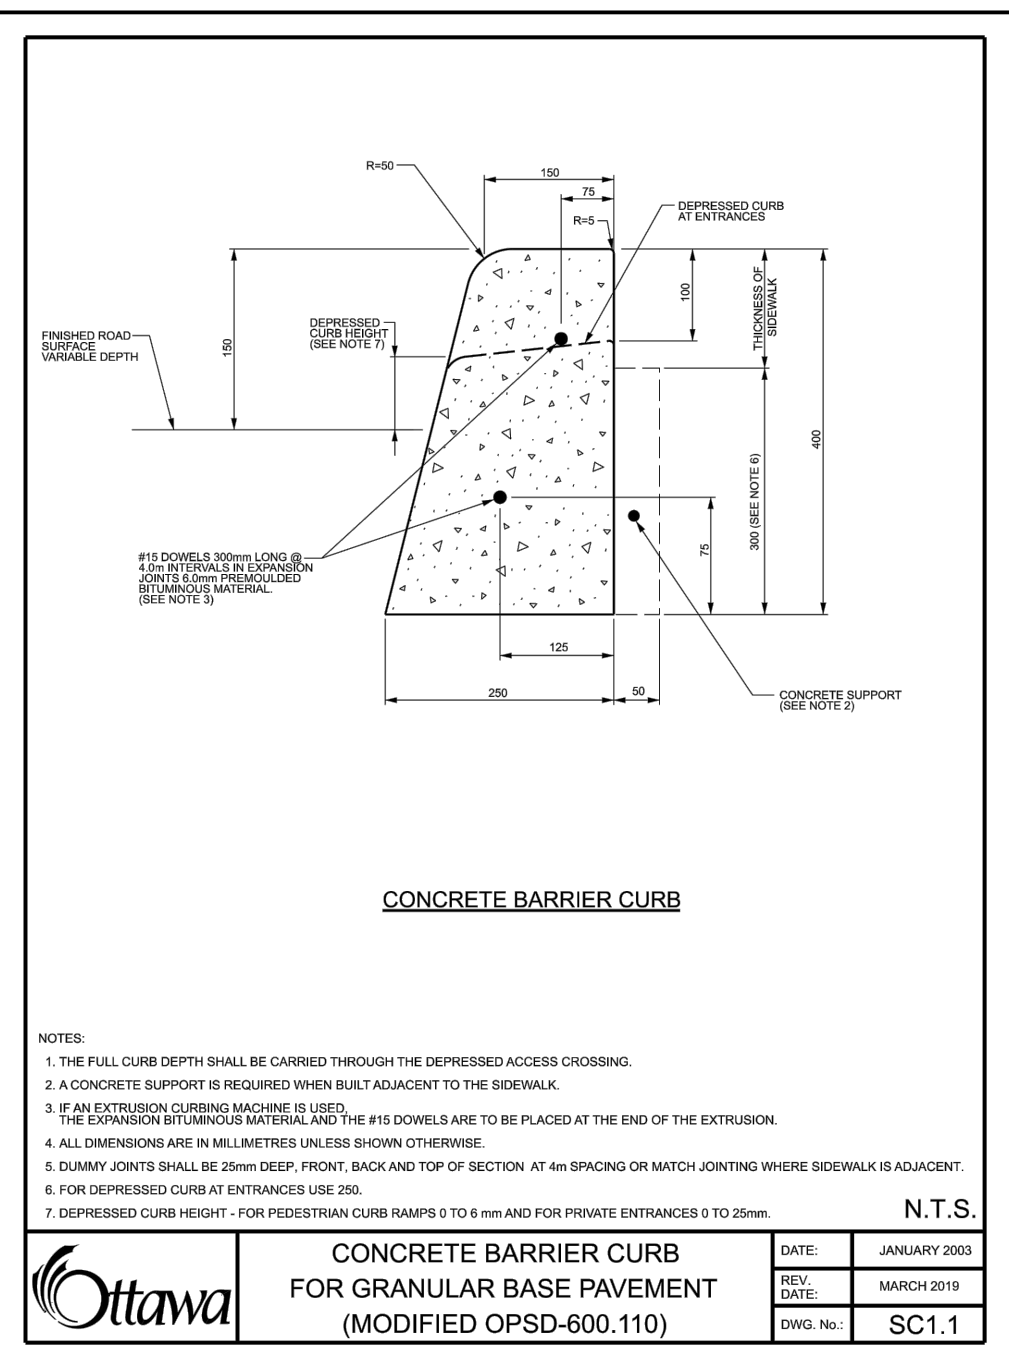 R=50
150
75
R=5
DEPRESSED CURB
AT ENTRANCES
100
THICKNESS OF
SIDEWALK
FINISHED ROAD
SURFACE
VARIABLE DEPTH
150
DEPRESSED
CURB HEIGHT
(SEE NOTE 7)
400
300 (SEE NOTE 6)
75
#15 DOWELS 300mm LONG @
4.0m INTERVALS IN EXPANSION
JOINTS 6.0mm PREMOULDED
BITUMINOUS MATERIAL.
(SEE NOTE 3)
125
250
50
CONCRETE SUPPORT
(SEE NOTE 2)
CONCRETE BARRIER CURB
NOTES:
1. THE FULL CURB DEPTH SHALL BE CARRIED THROUGH THE DEPRESSED ACCESS CROSSING.
2. A CONCRETE SUPPORT IS REQUIRED WHEN BUILT ADJACENT TO THE SIDEWALK.
3. IF AN EXTRUSION CURBING MACHINE IS USED,
THE EXPANSION BITUMINOUS MATERIAL AND THE #15 DOWELS ARE TO BE PLACED AT THE END OF THE EXTRUSION.
4. ALL DIMENSIONS ARE IN MILLIMETRES UNLESS SHOWN OTHERWISE.
5. DUMMY JOINTS SHALL BE 25mm DEEP, FRONT, BACK AND TOP OF SECTION AT 4m SPACING OR MATCH JOINTING WHERE SIDEWALK IS ADJACENT.
6. FOR DEPRESSED CURB AT ENTRANCES USE 250.
7. DEPRESSED CURB HEIGHT - FOR PEDESTRIAN CURB RAMPS 0 TO 6 mm AND FOR PRIVATE ENTRANCES 0 TO 25mm.
N.T.S.
Ottawa
CONCRETE BARRIER CURB
FOR GRANULAR BASE PAVEMENT
(MODIFIED OPSD-600.110)
DATE: JANUARY 2003
REV.
DATE: MARCH 2019
DWG. No.: SC1.1